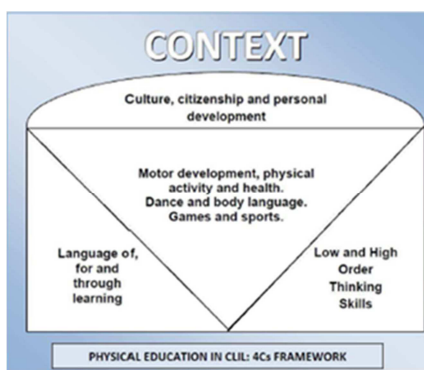 CONTEXT
Culture, citizenship and personal
development
Motor development, physical
activity and health.
Dance and body language.
Games and sports.
Language of,
for and
through
learning
Low and High
Order
Thinking
Skills
PHYSICAL EDUCATION IN CLIL: 4Cs FRAMEWORK